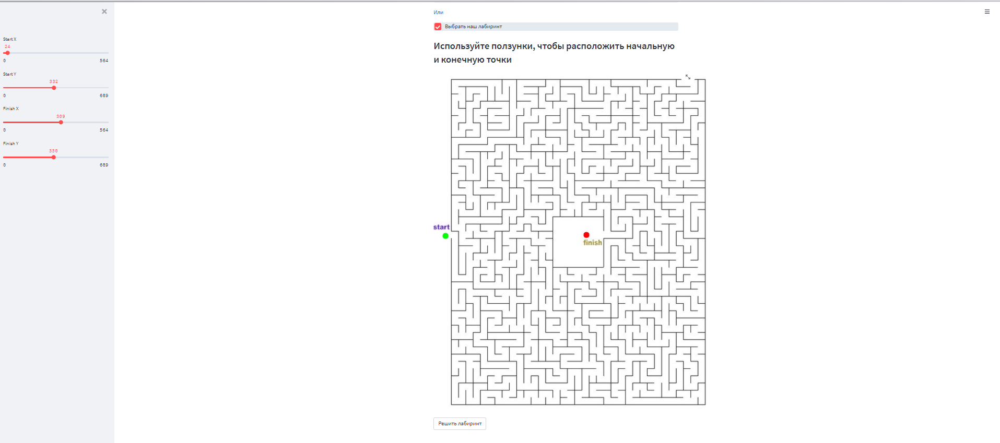 Start X
24
0 564
Start Y
332
0 689
Finish X
309
0 564
Finish Y
330
0 689
Или
Выбрать наш лабиринт
Используйте ползунки, чтобы расположить начальную
и конечную точки
start
finish
Решить лабиринт